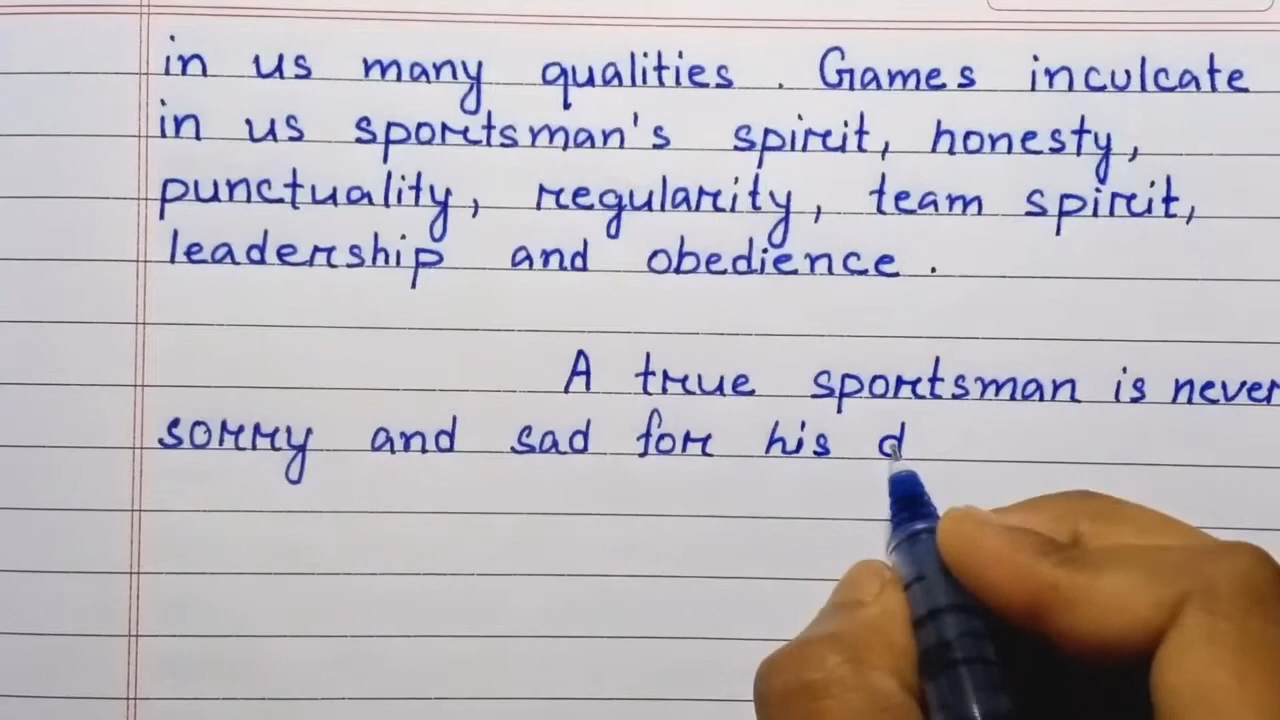 in us many qualities. Games inculcate
in us sportsman's spirit, honesty,
punctuality, regularity, team spirit,
leadership and obedience.
A true sportsman is never
sorry and sad for his d